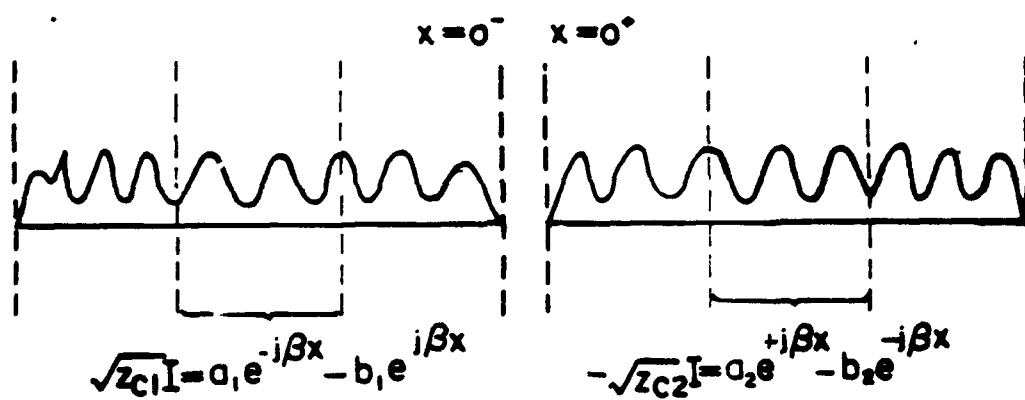 x = 0⁻ x = 0⁺
√Z_C1 I = a₁e^-jβx - b₁e^jβx -√Z_C2 I = a₂e^+jβx - b₂e^-jβx